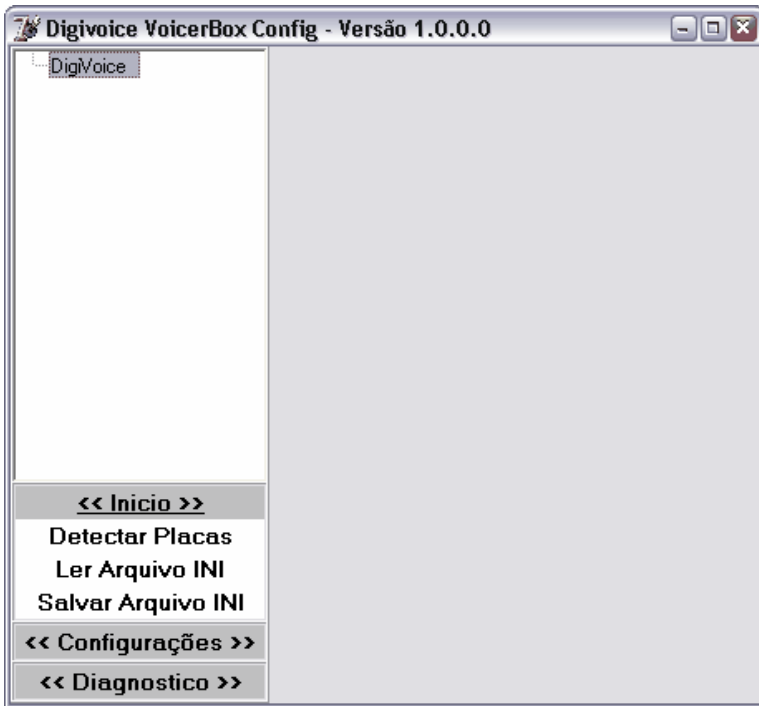 Digivoice VoicerBox Config - Versão 1.0.0.0
DigiVoice
<< Inicio >>
Detectar Placas
Ler Arquivo INI
Salvar Arquivo INI
<< Configurações >>
<< Diagnostico >>